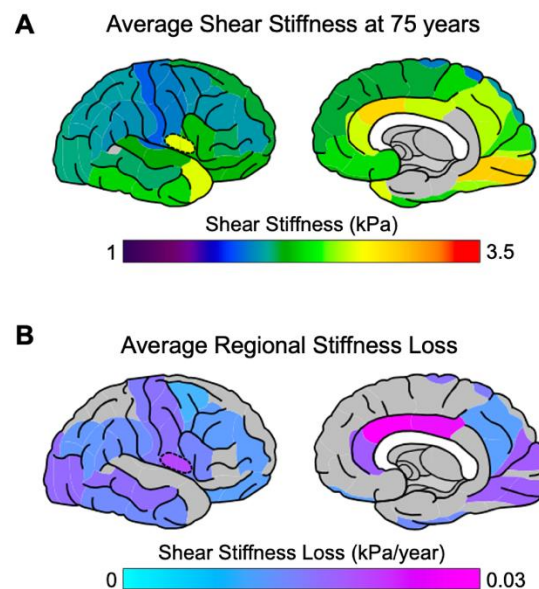 A
Average Shear Stiffness at 75 years
Shear Stiffness (kPa)
1
3.5
B
Average Regional Stiffness Loss
Shear Stiffness Loss (kPa/year)
0
0.03